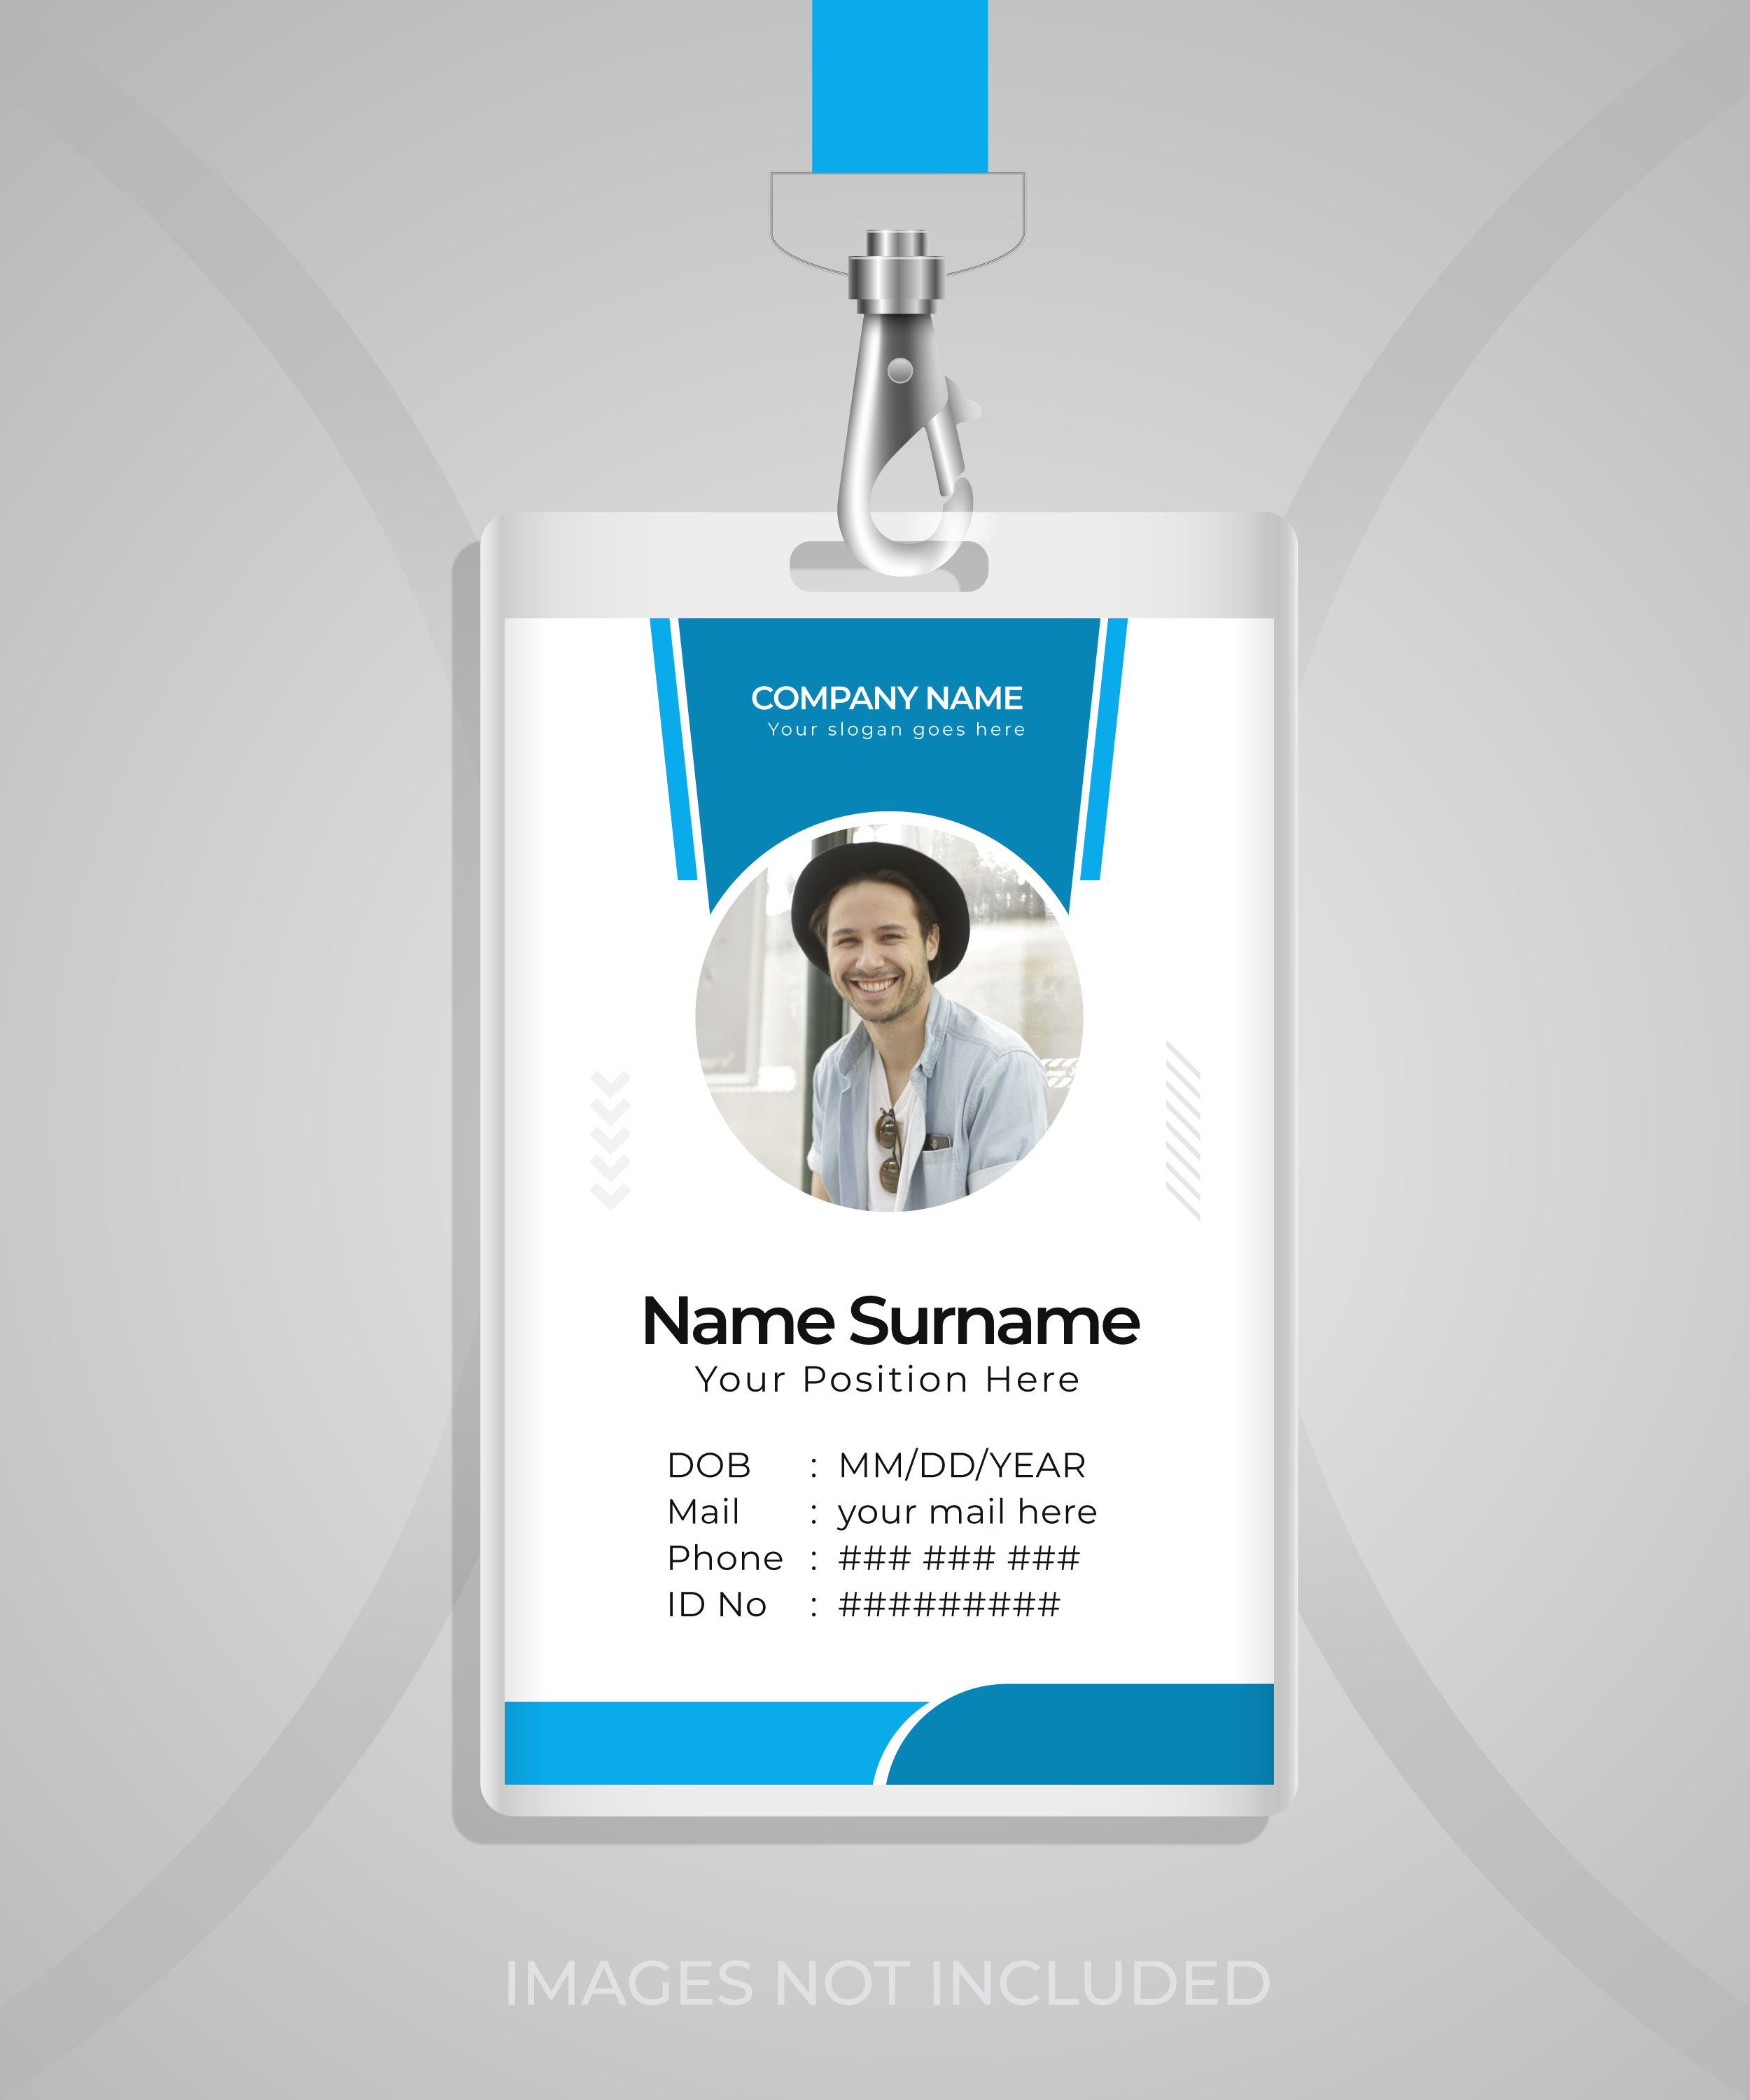 COMPANY NAME
Your slogan goes here
Name Surname
Your Position Here
DOB : MM/DD/YEAR
Mail : your mail here
Phone : ### ### ###
ID No : #########
IMAGES NOT INCLUDED